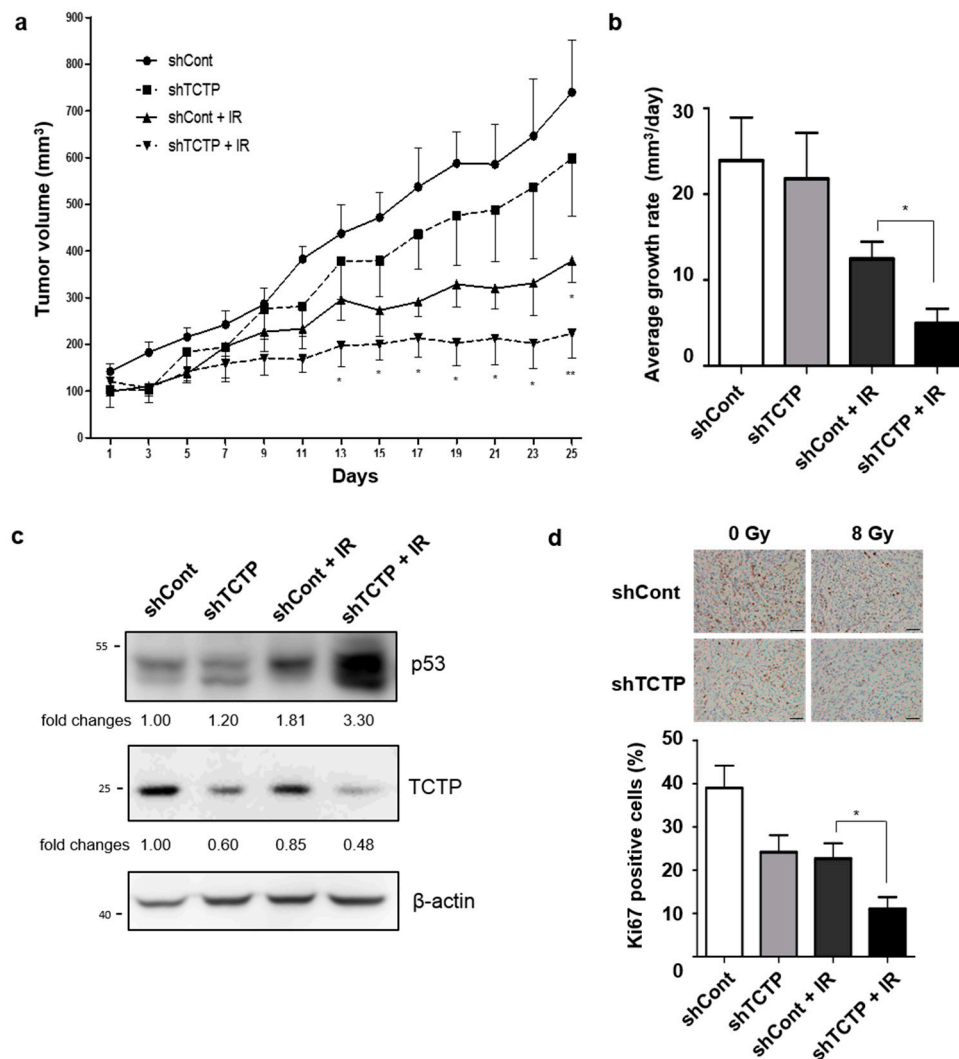 a
900
800
700
600
500
400
300
200
100
0
Tumor volume (mm³)
shCont
shTCTP
shCont + IR
shTCTP + IR
* * * * * * **
*
1 3 5 7 9 11 13 15 17 19 21 23 25
Days
b
30
20
10
0
Average growth rate (mm³/day)
*
shCont
shTCTP
shCont + IR
shTCTP + IR
c
shCont
shTCTP
shCont + IR
shTCTP + IR
55 -
p53
fold changes 1.00 1.20 1.81 3.30
25 -
TCTP
fold changes 1.00 0.60 0.85 0.48
40 -
β-actin
d
0 Gy 8 Gy
shCont
shTCTP
50
40
30
20
10
0
Ki67 positive cells (%)
*
shCont
shTCTP
shCont + IR
shTCTP + IR